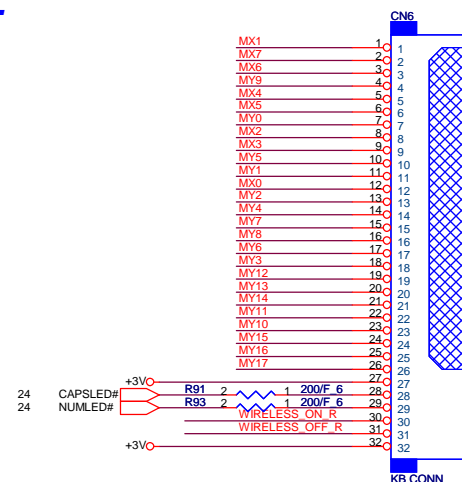 CN6
MX1 1 1
MX7 2 2
MX6 3 3
MY9 4 4
MX4 5 5
MX5 6 6
MY0 7 7
MX2 8 8
MX3 9 9
MY5 10 10
MY1 11 11
MX0 12 12
MY2 13 13
MY4 14 14
MY7 15 15
MY8 16 16
MY6 17 17
MY3 18 18
MY12 19 19
MY13 20 20
MY14 21 21
MY11 22 22
MY10 23 23
MY15 24 24
MY16 25 25
MY17 26 26
+3V 27 27
24 CAPSLED# R91 2 1 200/F_6 28 28
24 NUMLED# R93 2 1 200/F_6 29 29
WIRELESS_ON_R 30 30
WIRELESS_OFF_R 31 31
+3V 32 32
KB CONN